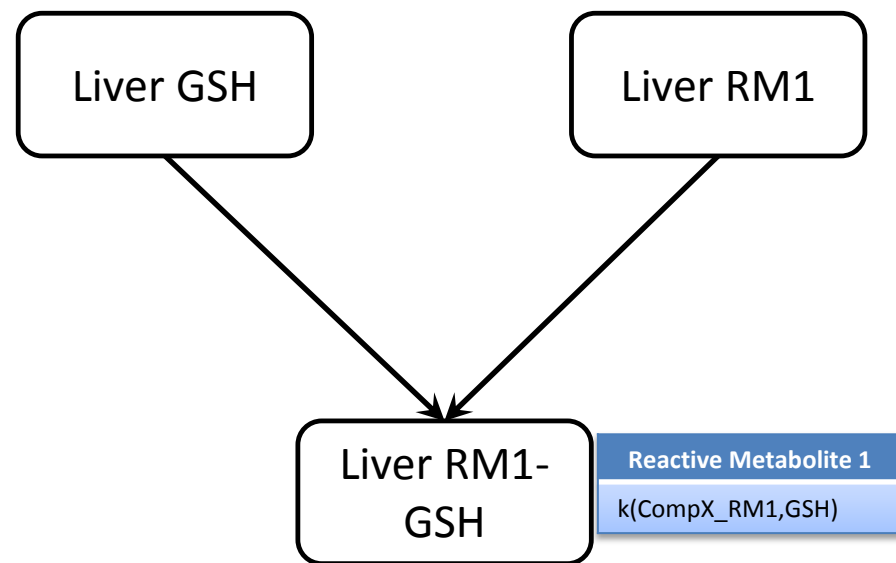 Liver GSH
Liver RM1
Liver RM1-
GSH
Reactive Metabolite 1
k(CompX_RM1,GSH)